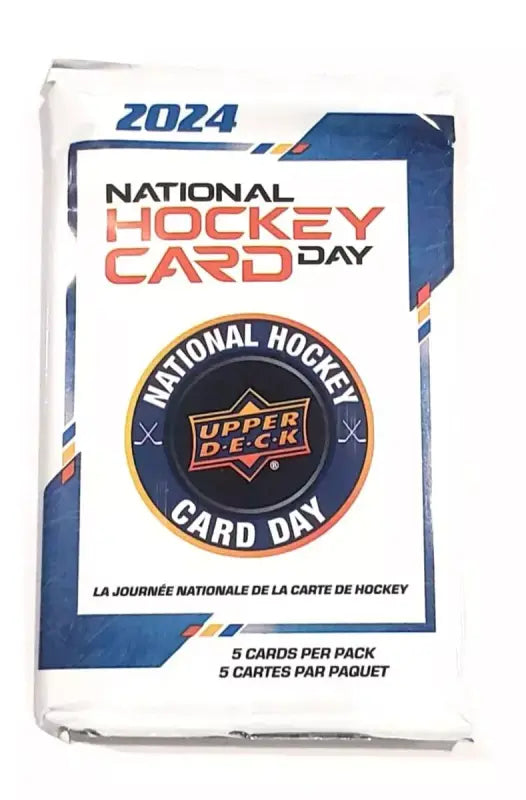 2024
NATIONAL
HOCKEY
CARD DAY
NATIONAL HOCKEY
UPPER
D·E·C·K
®
CARD DAY
LA JOURNÉE NATIONALE DE LA CARTE DE HOCKEY
5 CARDS PER PACK
5 CARTES PAR PAQUET